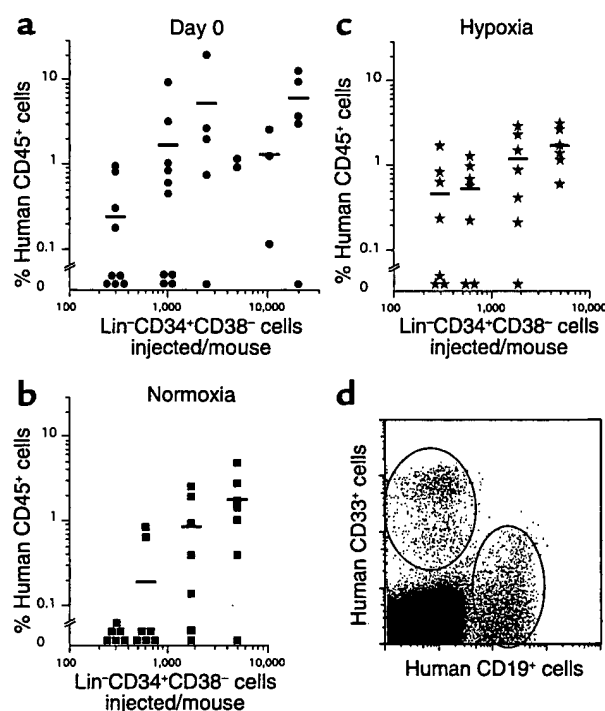 a
Day 0
% Human CD45⁺ cells
10
1
0.1
0
100
1,000
10,000
Lin⁻CD34⁺CD38⁻ cells
injected/mouse
c
Hypoxia
% Human CD45⁺ cells
10
1
0.1
0
100
1,000
10,000
Lin⁻CD34⁺CD38⁻ cells
injected/mouse
b
Normoxia
% Human CD45⁺ cells
10
1
0.1
0
100
1,000
10,000
Lin⁻CD34⁺CD38⁻ cells
injected/mouse
d
Human CD33⁺ cells
Human CD19⁺ cells